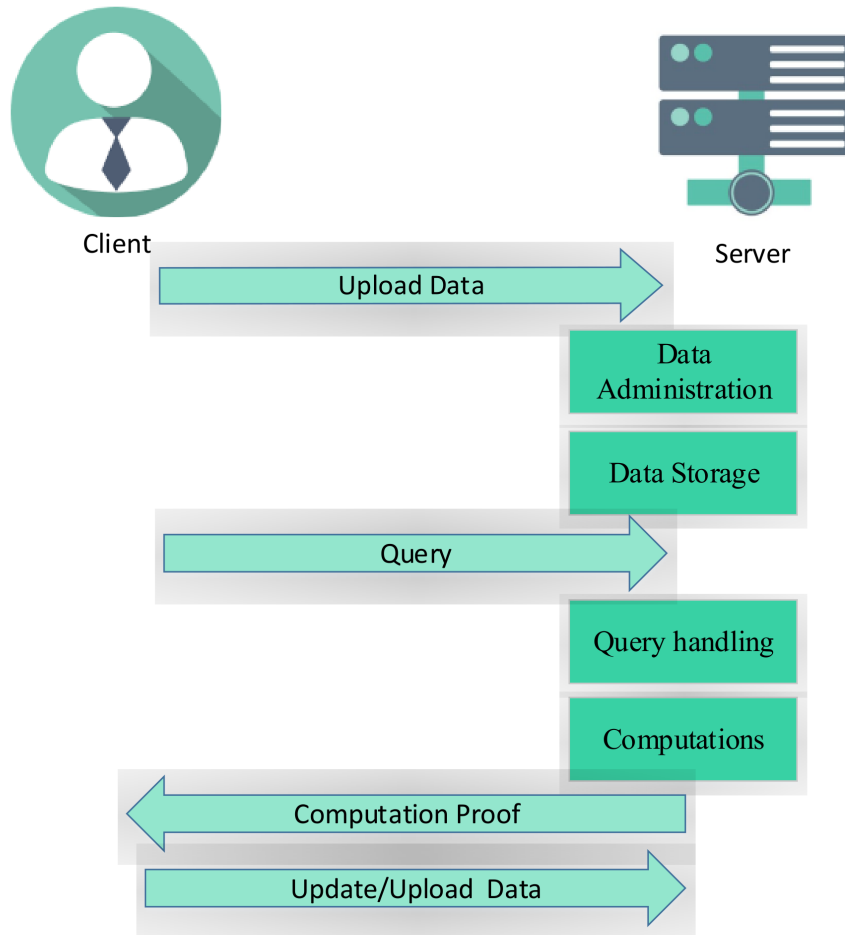 Client
Server
Upload Data
Data
Administration
Data Storage
Query
Query handling
Computations
Computation Proof
Update/Upload  Data